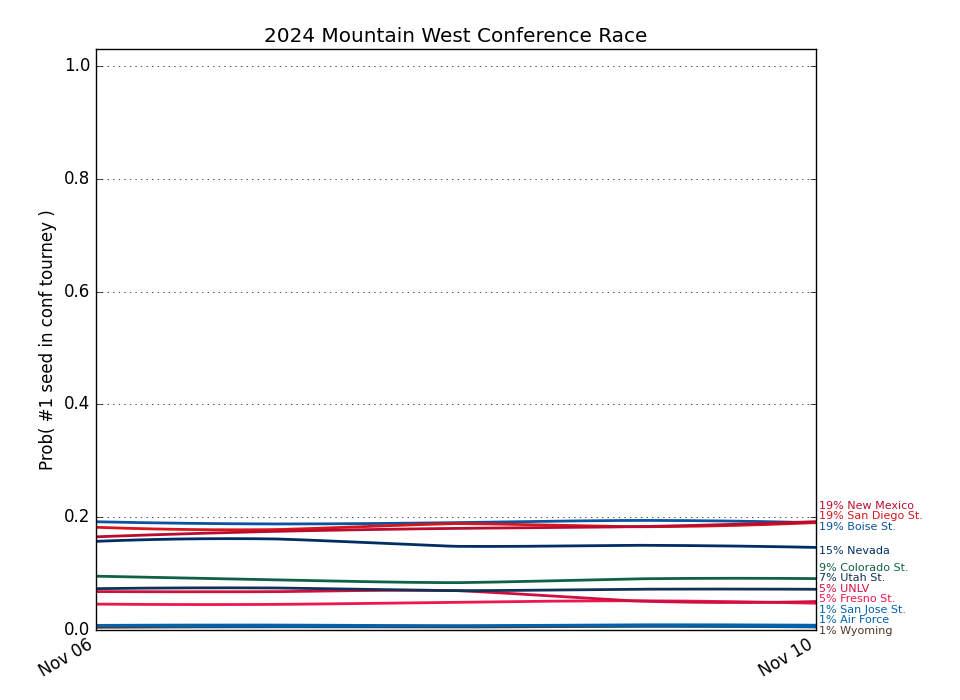 2024 Mountain West Conference Race
Prob( #1 seed in conf tourney )
1.0
0.8
0.6
0.4
0.2
0.0
Nov 06
Nov 10
19% New Mexico
19% San Diego St.
19% Boise St.
15% Nevada
9% Colorado St.
7% Utah St.
5% UNLV
5% Fresno St.
1% San Jose St.
1% Air Force
1% Wyoming